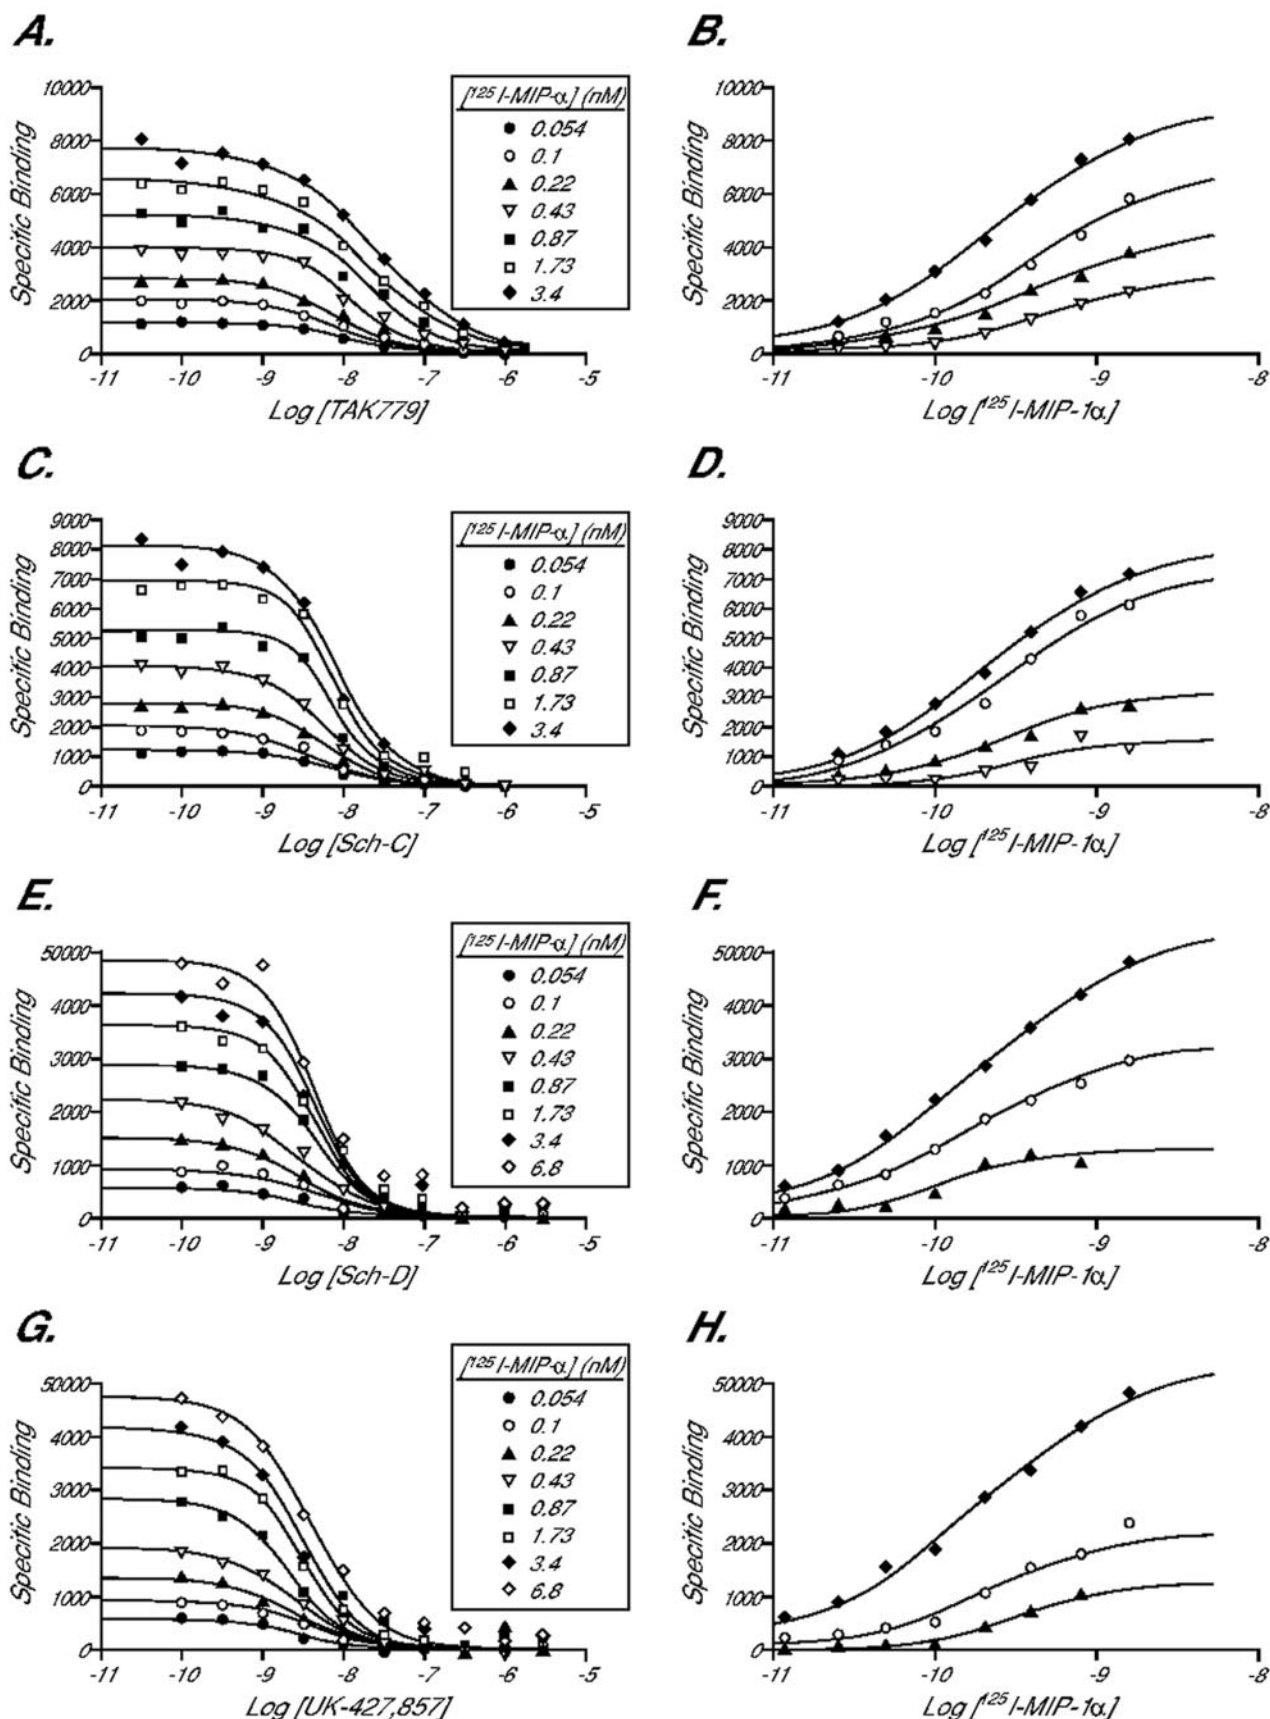 A.
10000
8000
6000
4000
2000
0
Specific Binding
-11 -10 -9 -8 -7 -6 -5
Log [TAK779]
[125 I-MIP-α] (nM)
0.054
0.1
0.22
0.43
0.87
1.73
3.4
B.
10000
8000
6000
4000
2000
0
Specific Binding
-11 -10 -9 -8
Log [125 I-MIP-1α]
C.
9000
8000
7000
6000
5000
4000
3000
2000
1000
0
Specific Binding
-11 -10 -9 -8 -7 -6 -5
Log [Sch-C]
[125 I-MIP-α] (nM)
0.054
0.1
0.22
0.43
0.87
1.73
3.4
D.
9000
8000
7000
6000
5000
4000
3000
2000
1000
0
Specific Binding
-11 -10 -9 -8
Log [125 I-MIP-1α]
E.
50000
4000
3000
2000
1000
0
Specific Binding
-11 -10 -9 -8 -7 -6 -5
Log [Sch-D]
[125 I-MIP-α] (nM)
0.054
0.1
0.22
0.43
0.87
1.73
3.4
6.8
F.
50000
4000
3000
2000
1000
0
Specific Binding
-11 -10 -9 -8
Log [125 I-MIP-1α]
G.
50000
4000
3000
2000
1000
0
Specific Binding
-11 -10 -9 -8 -7 -6 -5
Log [UK-427,857]
[125 I-MIP-α] (nM)
0.054
0.1
0.22
0.43
0.87
1.73
3.4
6.8
H.
50000
4000
3000
2000
1000
0
Specific Binding
-11 -10 -9 -8
Log [125 I-MIP-1α]